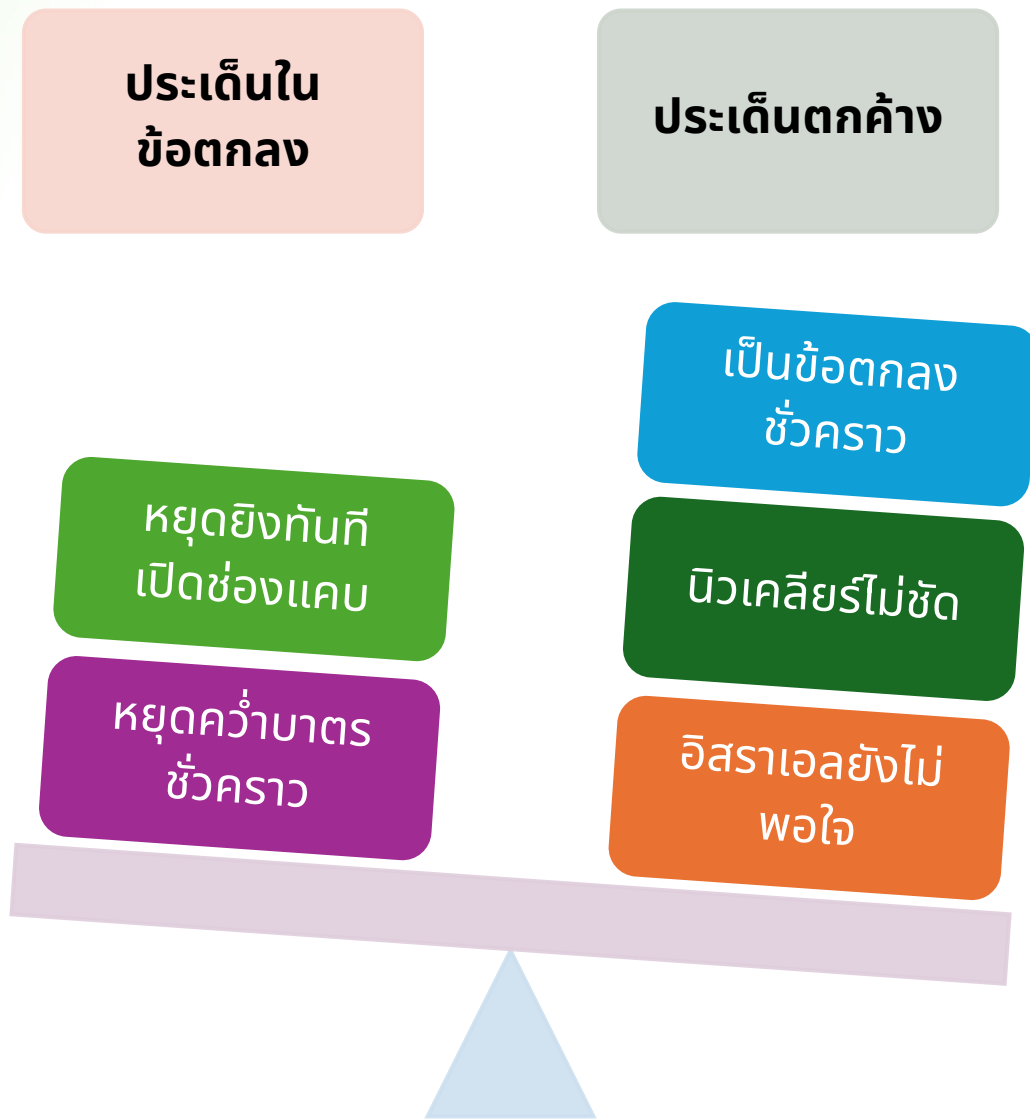 ประเด็นใน
ข้อตกลง
ประเด็นตกค้าง
หยุดยิงทันที
เปิดช่องแคบ
หยุดคว่ำบาตร
ชั่วคราว
เป็นข้อตกลง
ชั่วคราว
นิวเคลียร์ไม่ชัด
อิสราเอลยังไม่
พอใจ